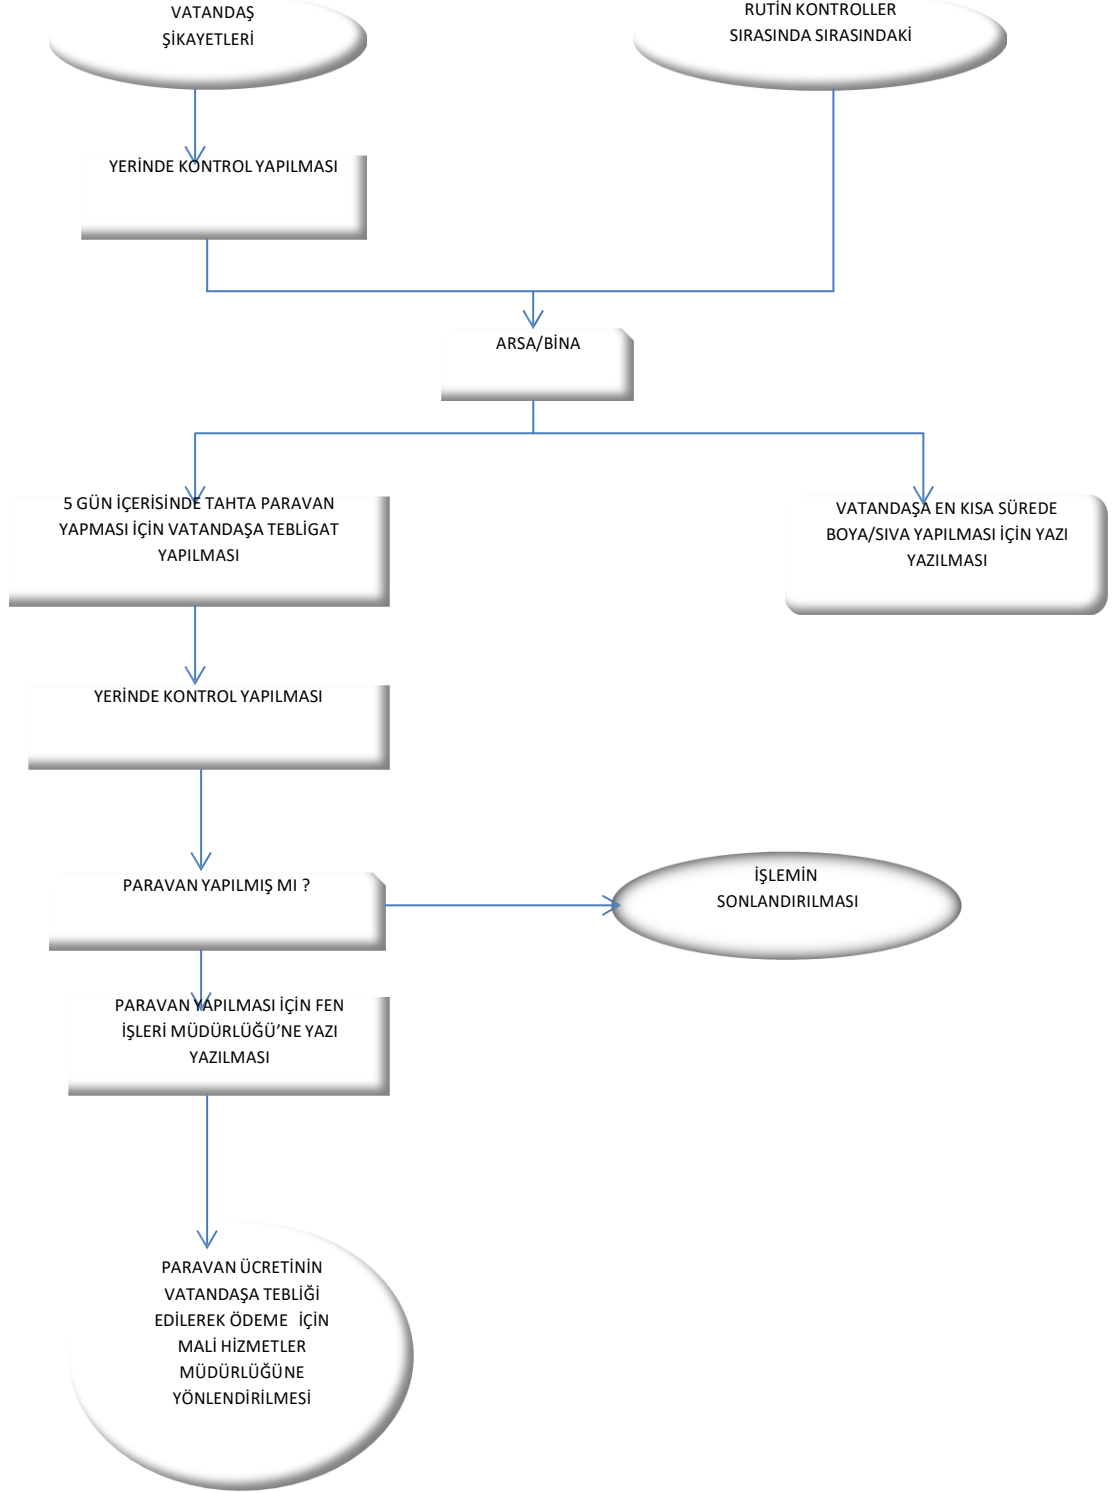 VATANDAŞ
ŞİKAYETLERİ
RUTİN KONTROLLER
SIRASINDA SIRASINDAKİ
YERİNDE KONTROL YAPILMASI
ARSA/BİNA
5 GÜN İÇERİSİNDE TAHTA PARAVAN
YAPMASI İÇİN VATANDAŞA TEBLİGAT
YAPILMASI
VATANDAŞA EN KISA SÜREDE
BOYA/SIVA YAPILMASI İÇİN YAZI
YAZILMASI
YERİNDE KONTROL YAPILMASI
PARAVAN YAPILMIŞ MI ?
İŞLEMİN
SONLANDIRILMASI
PARAVAN YAPILMASI İÇİN FEN
İŞLERİ MÜDÜRLÜĞÜ’NE YAZI
YAZILMASI
PARAVAN ÜCRETİNİN
VATANDAŞA TEBLİĞİ
EDİLEREK ÖDEME İÇİN
MALİ HİZMETLER
MÜDÜRLÜĞÜNE
YÖNLENDİRİLMESİ